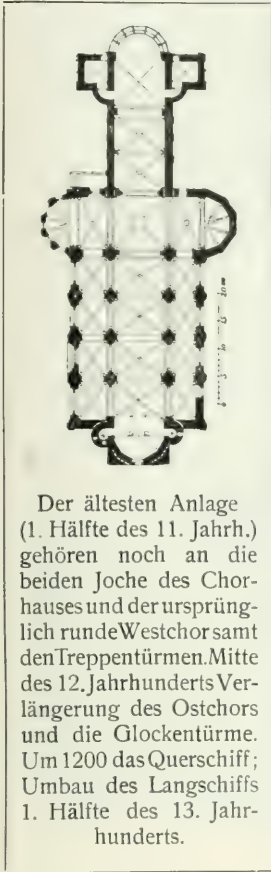 Der ältesten Anlage
(1. Hälfte des 11. Jahrh.)
gehören noch an die
beiden Joche des Chor-
hauses und der ursprüng-
lich runde Westchor samt
den Treppentürmen. Mitte
des 12. Jahrhunderts Ver-
längerung des Ostchors
und die Glockentürme.
Um 1200 das Querschiff;
Umbau des Langschiffs
1. Hälfte des 13. Jahr-
hunderts.